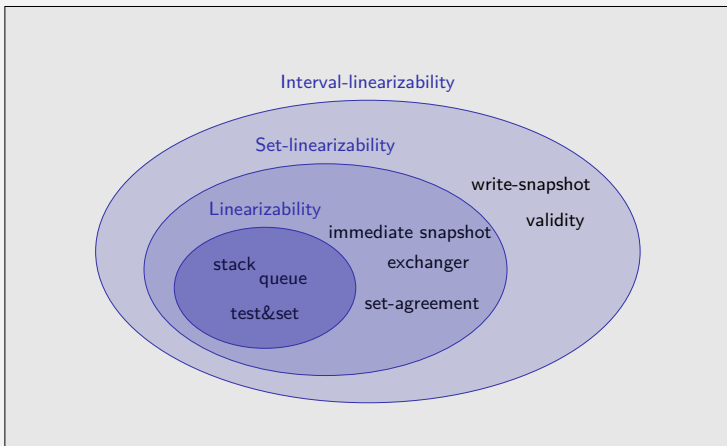 Interval-linearizability
Set-linearizability
write-snapshot
Linearizability
validity
immediate snapshot
stack
exchanger
queue
set-agreement
test&set